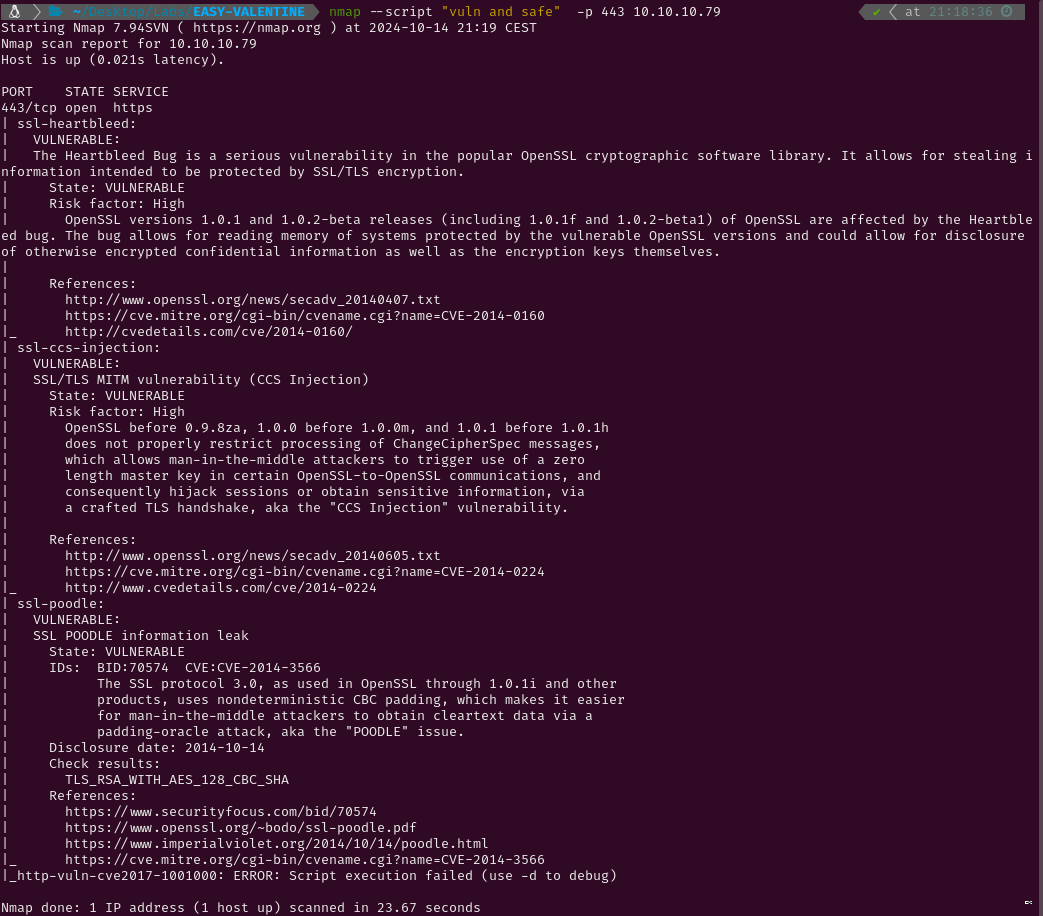 ~/Desktop/Labs/EASY-VALENTINE nmap --script "vuln and safe"  -p 443 10.10.10.79 ✔ at 21:18:36
Starting Nmap 7.94SVN ( https://nmap.org ) at 2024-10-14 21:19 CEST
Nmap scan report for 10.10.10.79
Host is up (0.021s latency).

PORT    STATE SERVICE
443/tcp open  https
| ssl-heartbleed:
|   VULNERABLE:
|   The Heartbleed Bug is a serious vulnerability in the popular OpenSSL cryptographic software library. It allows for stealing i
nformation intended to be protected by SSL/TLS encryption.
|     State: VULNERABLE
|     Risk factor: High
|       OpenSSL versions 1.0.1 and 1.0.2-beta releases (including 1.0.1f and 1.0.2-beta1) of OpenSSL are affected by the Heartble
ed bug. The bug allows for reading memory of systems protected by the vulnerable OpenSSL versions and could allow for disclosure
of otherwise encrypted confidential information as well as the encryption keys themselves.
|
|     References:
|       http://www.openssl.org/news/secadv_20140407.txt
|       https://cve.mitre.org/cgi-bin/cvename.cgi?name=CVE-2014-0160
|_      http://cvedetails.com/cve/2014-0160/
| ssl-ccs-injection:
|   VULNERABLE:
|   SSL/TLS MITM vulnerability (CCS Injection)
|     State: VULNERABLE
|     Risk factor: High
|       OpenSSL before 0.9.8za, 1.0.0 before 1.0.0m, and 1.0.1 before 1.0.1h
|       does not properly restrict processing of ChangeCipherSpec messages,
|       which allows man-in-the-middle attackers to trigger use of a zero
|       length master key in certain OpenSSL-to-OpenSSL communications, and
|       consequently hijack sessions or obtain sensitive information, via
|       a crafted TLS handshake, aka the "CCS Injection" vulnerability.
|
|     References:
|       http://www.openssl.org/news/secadv_20140605.txt
|       https://cve.mitre.org/cgi-bin/cvename.cgi?name=CVE-2014-0224
|_      http://www.cvedetails.com/cve/2014-0224
| ssl-poodle:
|   VULNERABLE:
|   SSL POODLE information leak
|     State: VULNERABLE
|     IDs:  BID:70574  CVE:CVE-2014-3566
|           The SSL protocol 3.0, as used in OpenSSL through 1.0.1i and other
|           products, uses nondeterministic CBC padding, which makes it easier
|           for man-in-the-middle attackers to obtain cleartext data via a
|           padding-oracle attack, aka the "POODLE" issue.
|     Disclosure date: 2014-10-14
|     Check results:
|       TLS_RSA_WITH_AES_128_CBC_SHA
|     References:
|       https://www.securityfocus.com/bid/70574
|       https://www.openssl.org/~bodo/ssl-poodle.pdf
|       https://www.imperialviolet.org/2014/10/14/poodle.html
|_      https://cve.mitre.org/cgi-bin/cvename.cgi?name=CVE-2014-3566
|_http-vuln-cve2017-1001000: ERROR: Script execution failed (use -d to debug)

Nmap done: 1 IP address (1 host up) scanned in 23.67 seconds